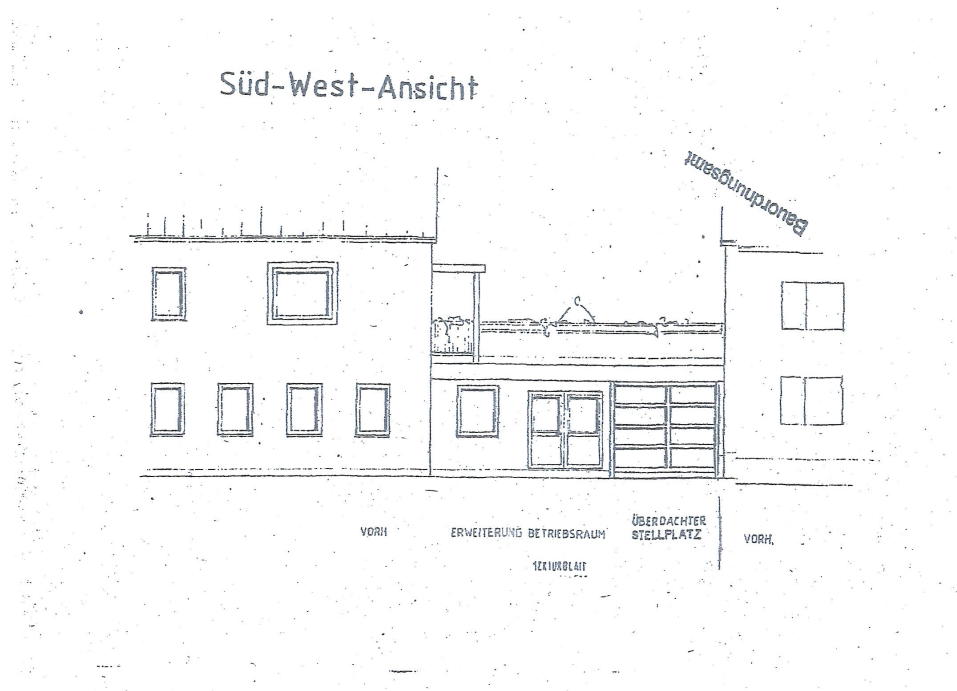 Süd-West-Ansicht
Bauordnungsamt
VORH
ERWEITERUNG BETRIEBSRAUM
ÜBERDACHTER
STELLPLATZ
VORH.